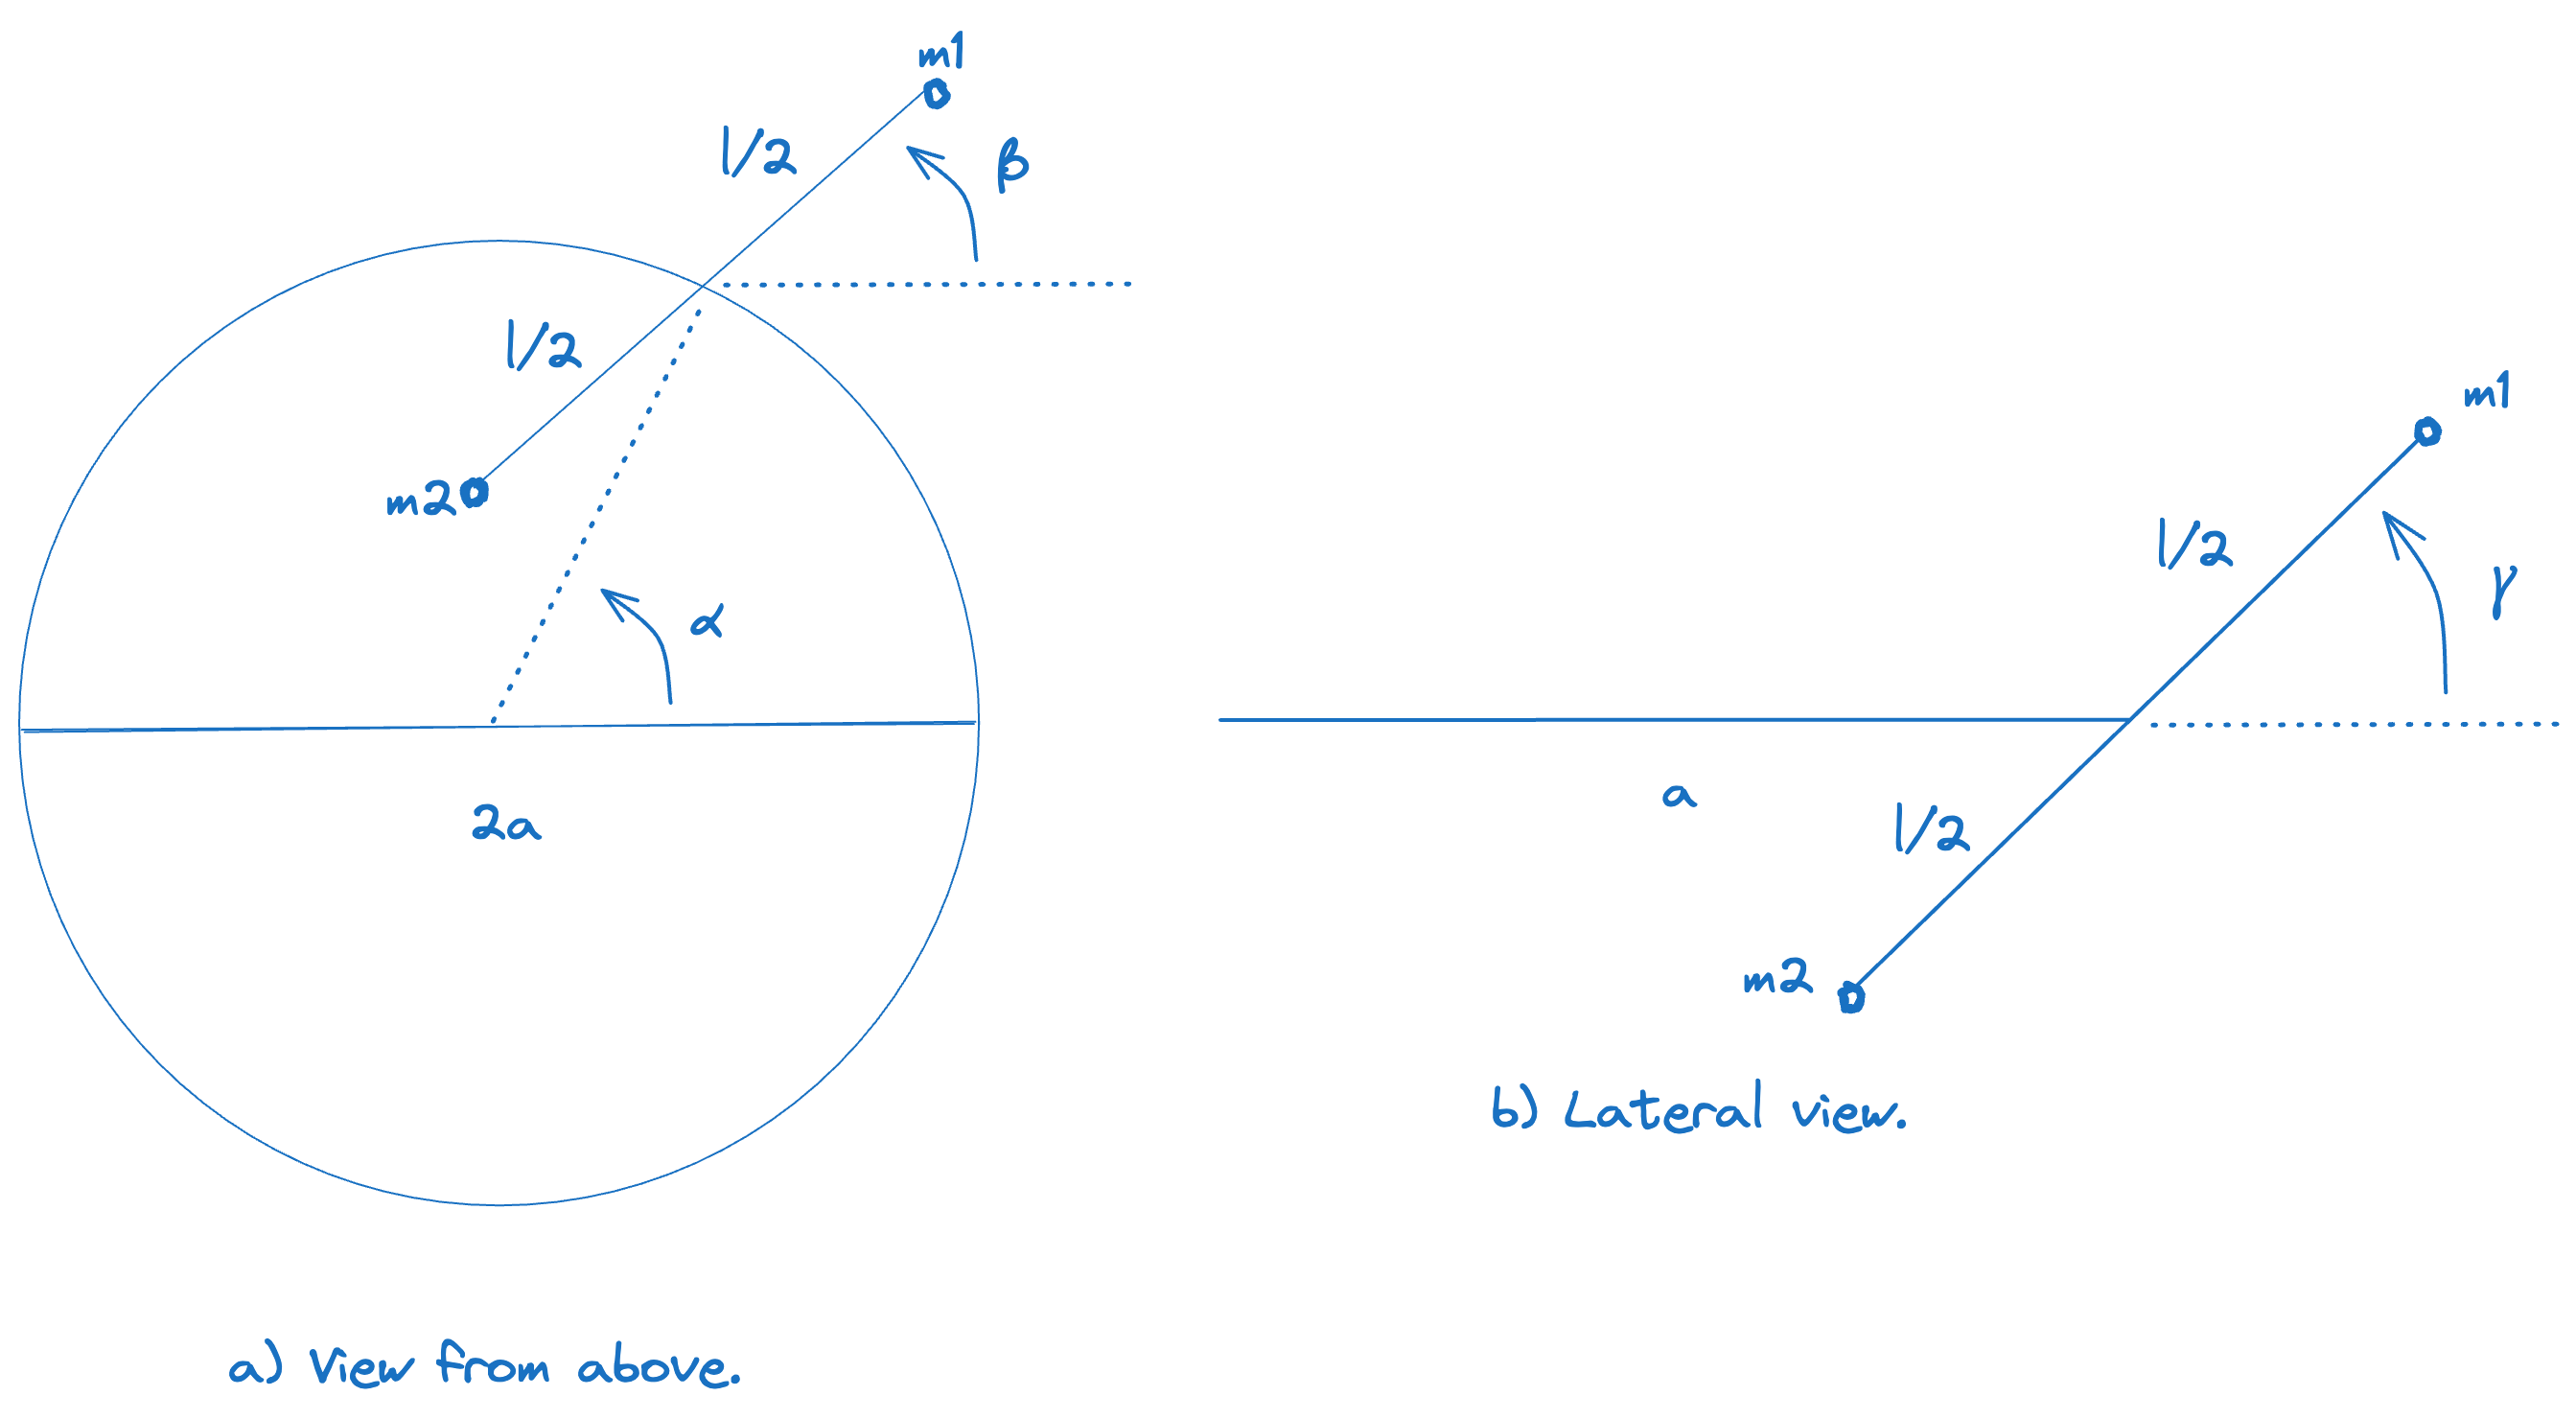 m1
l/2
β
l/2
m2
α
2a
a) View from above.
m1
l/2
γ
a
l/2
m2
b) Lateral view.